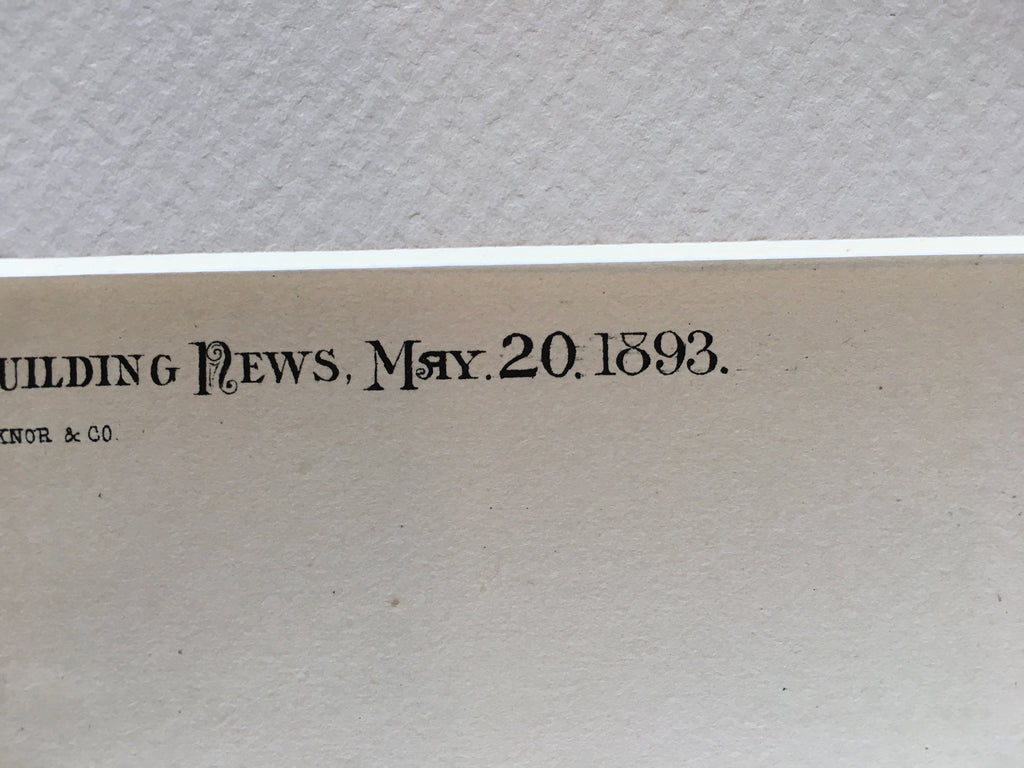 UILDING NEWS, MAY. 20. 1893.
KNOR & CO.